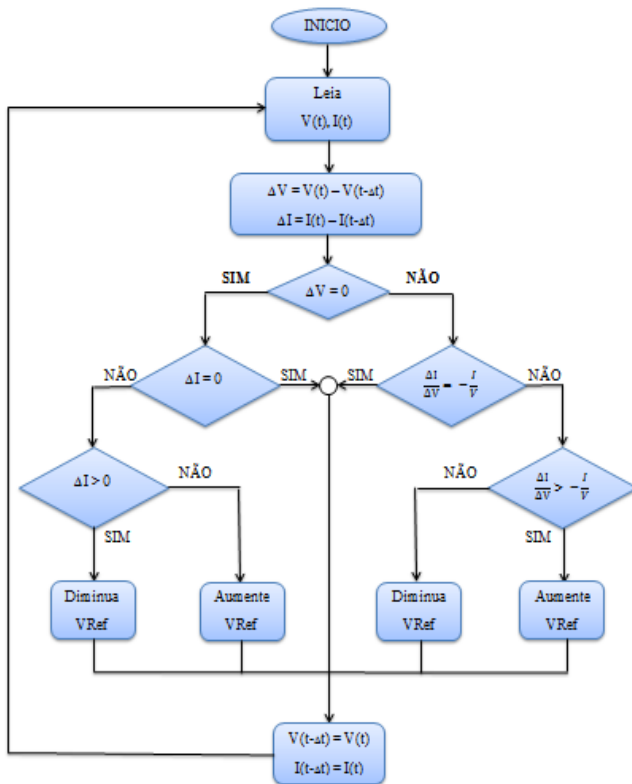 INICIO
Leia
V(t), I(t)
ΔV = V(t) – V(t-Δt)
ΔI = I(t) – I(t-Δt)
SIM
ΔV = 0
NÃO
NÃO
ΔI = 0
SIM
SIM
ΔI/ΔV = −I/V
NÃO
ΔI > 0
NÃO
SIM
NÃO
ΔI/ΔV > −I/V
SIM
Diminua
VRef
Aumente
VRef
Diminua
VRef
Aumente
VRef
V(t-Δt) = V(t)
I(t-Δt) = I(t)